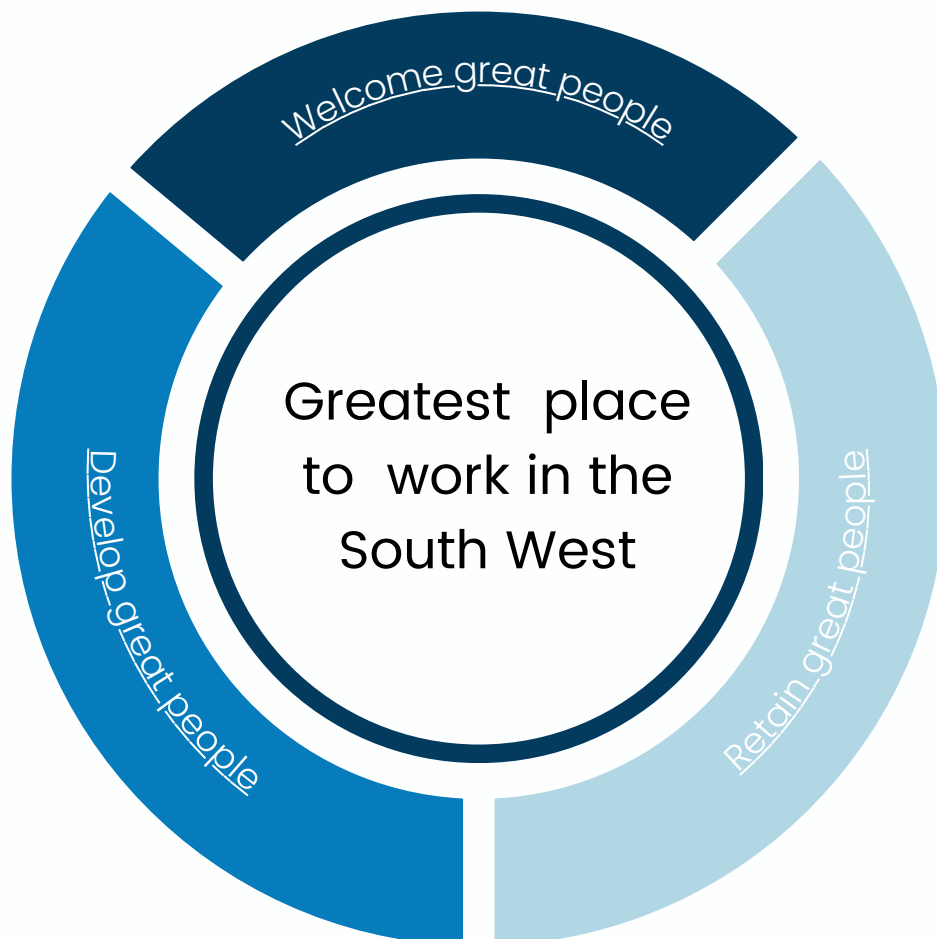 Welcome great people
Greatest place
to work in the
South West
Develop great people
Retain great people